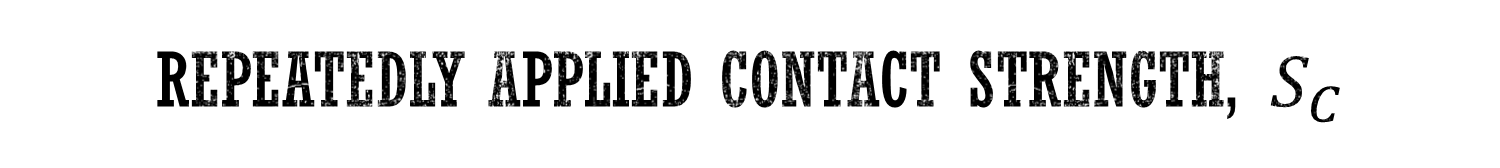 REPEATEDLY APPLIED CONTACT STRENGTH, $S_C$